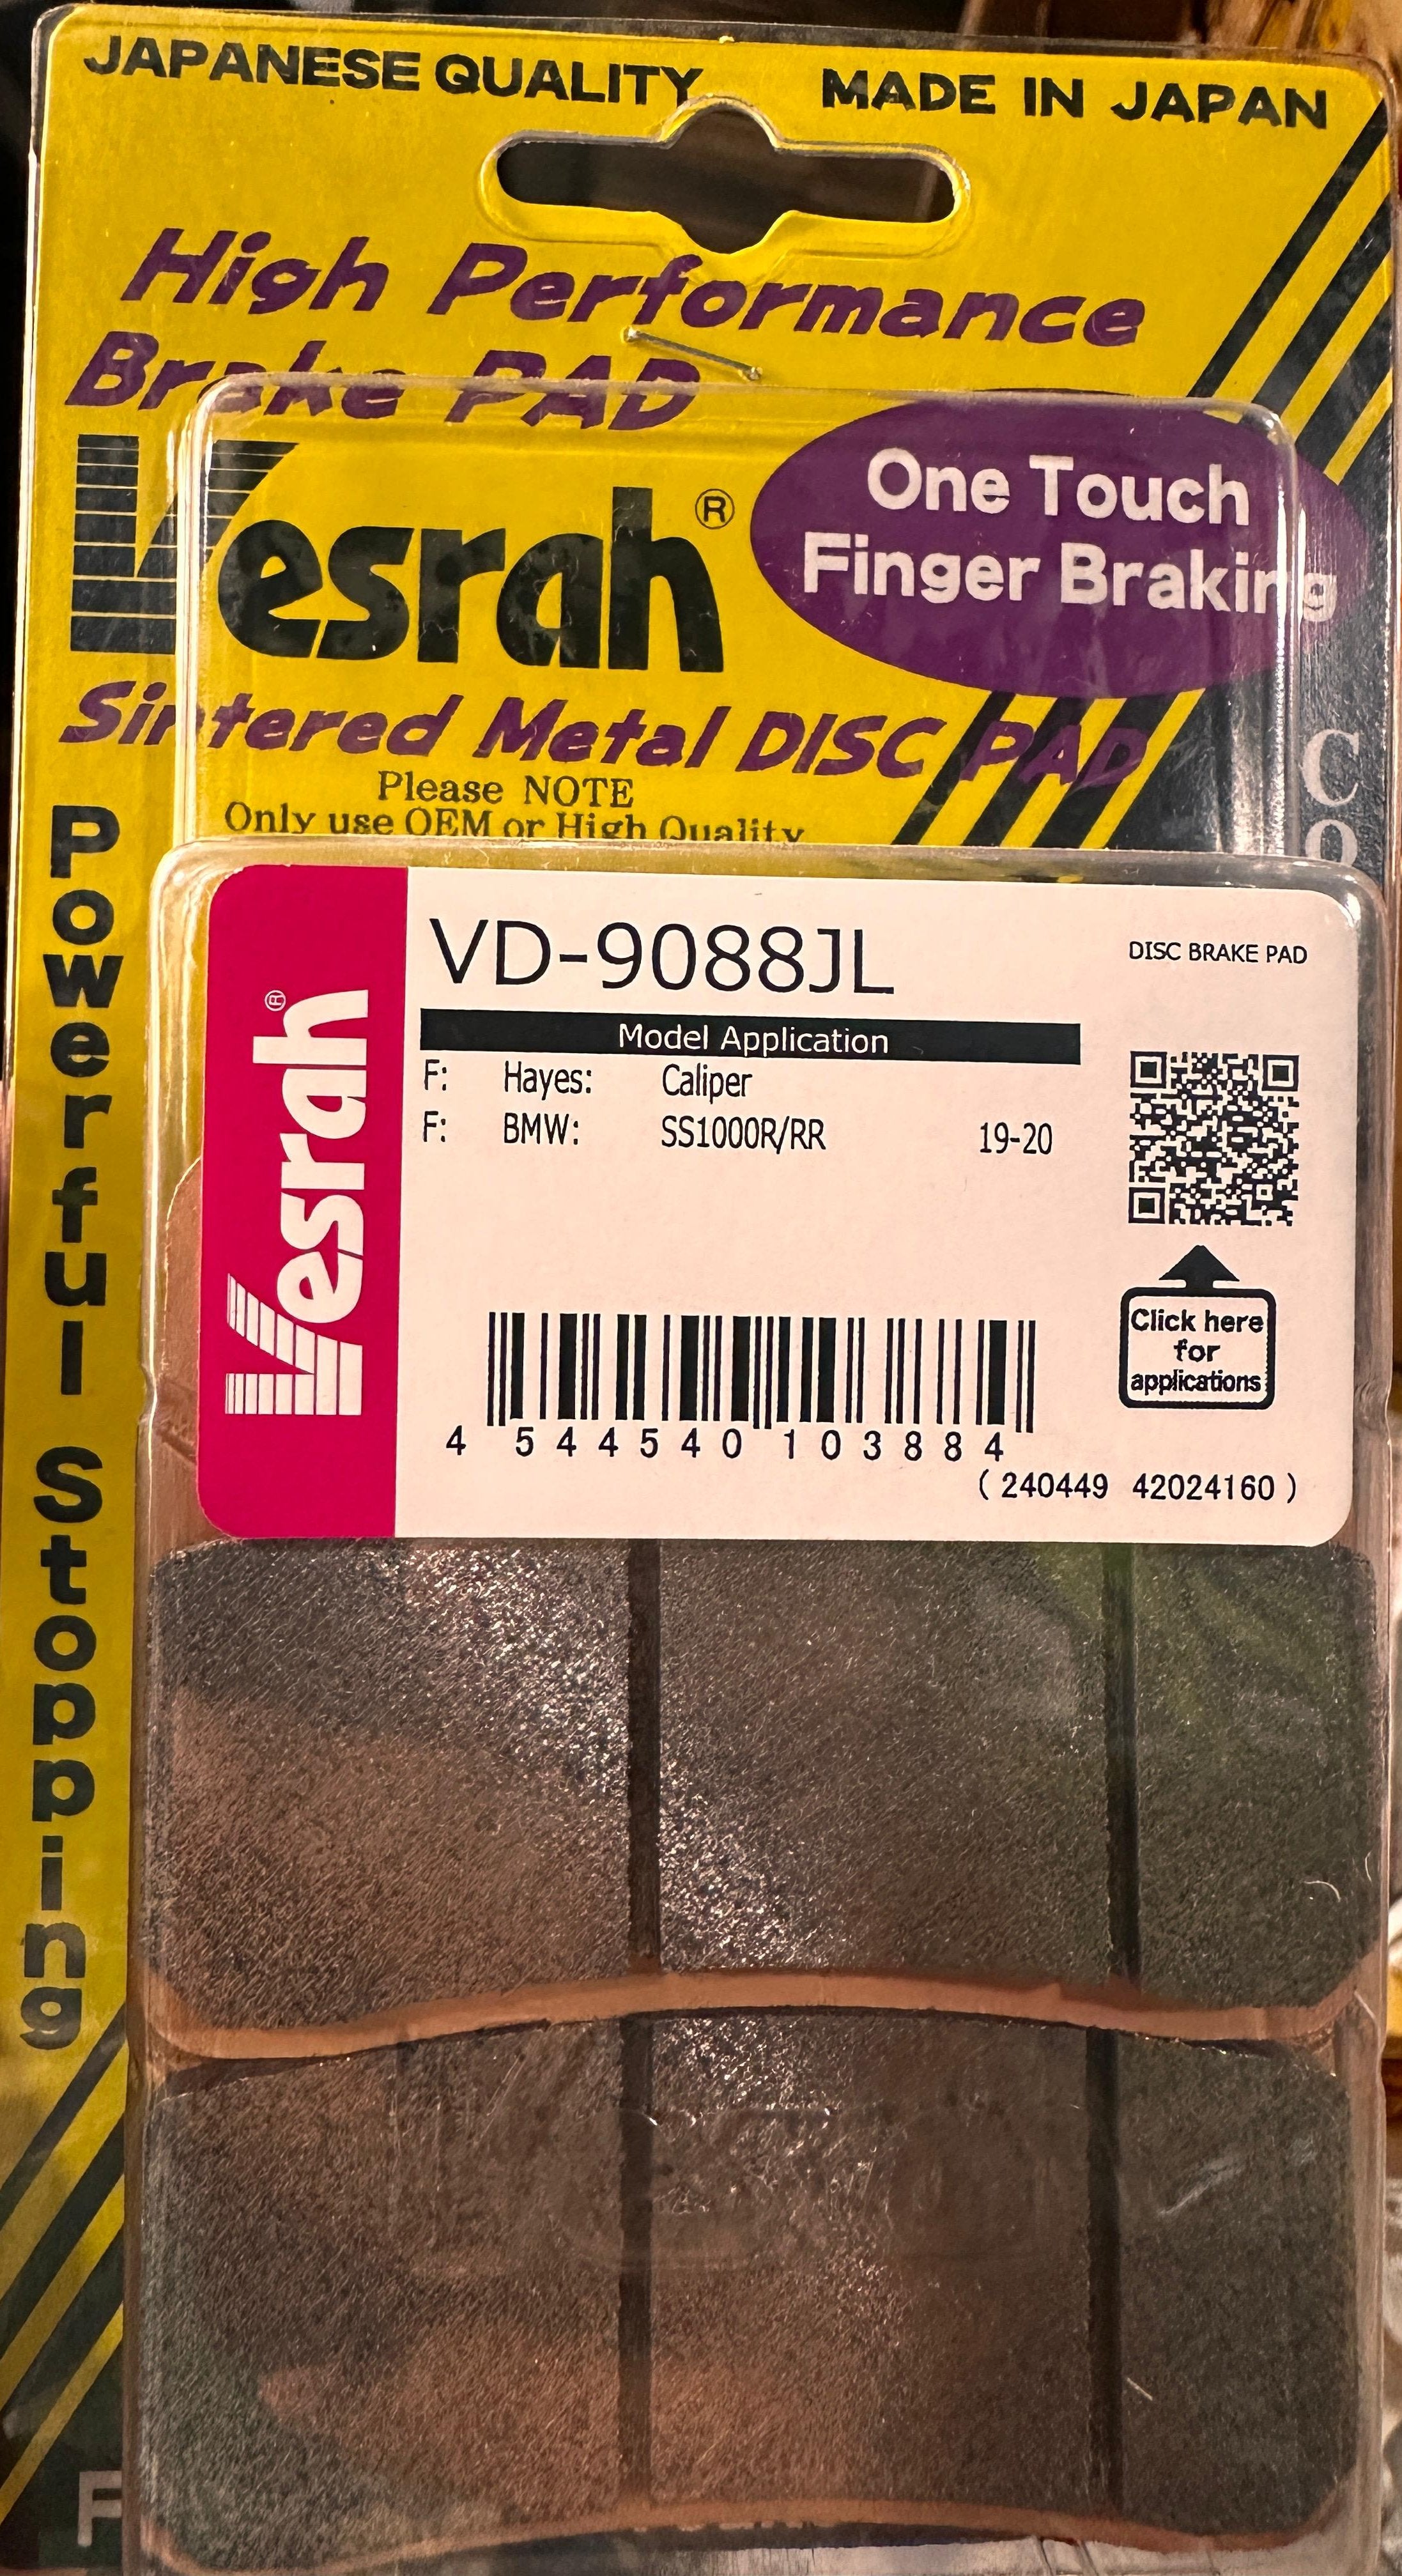 JAPANESE QUALITY MADE IN JAPAN
High Performance
Brake PAD
Vesrah®
One Touch
Finger Braking
Sintered Metal DISC PAD
Please NOTE
Only use OEM or High Quality
Powerful Stopping
Vesrah®
VD-9088JL
DISC BRAKE PAD
Model Application
F: Hayes: Caliper
F: BMW: SS1000R/RR 19-20
Click here
for
applications
4 544540 103884
(240449 42024160)